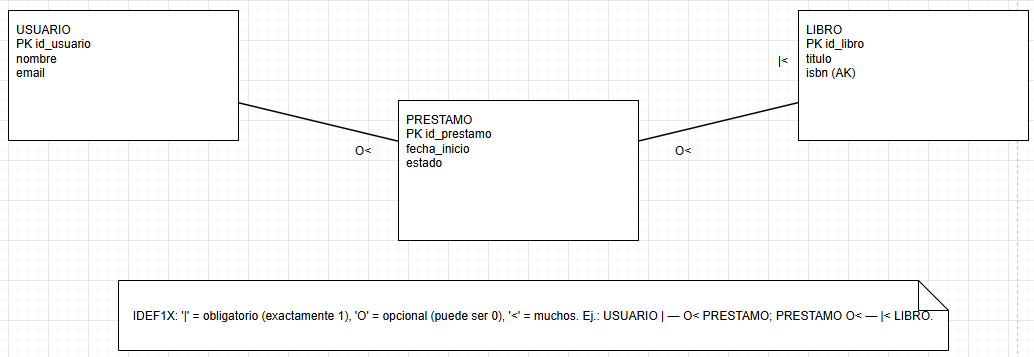 USUARIO
PK id_usuario
nombre
email
LIBRO
PK id_libro
titulo
isbn (AK)
|<
PRESTAMO
PK id_prestamo
fecha_inicio
estado
O<
O<
IDEF1X: '|' = obligatorio (exactamente 1), 'O' = opcional (puede ser 0), '<' = muchos. Ej.: USUARIO | — O< PRESTAMO; PRESTAMO O< — |< LIBRO.